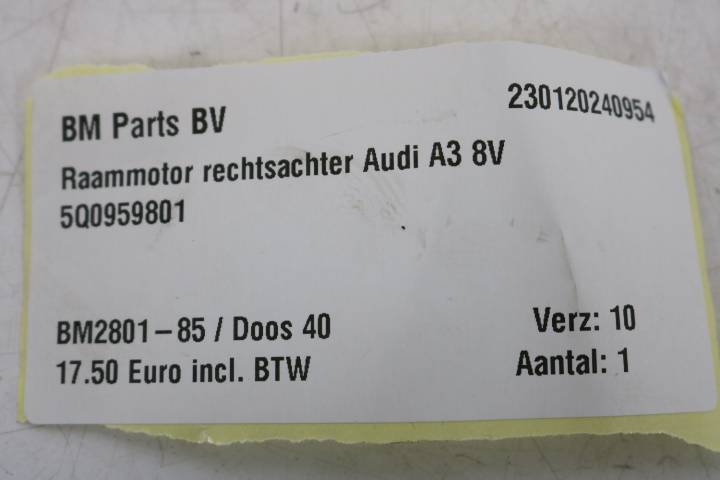 BM Parts BV
230120240954
Raammotor rechtsachter Audi A3 8V
5Q0959801
BM2801-85 / Doos 40
Verz: 10
17.50 Euro incl. BTW
Aantal: 1